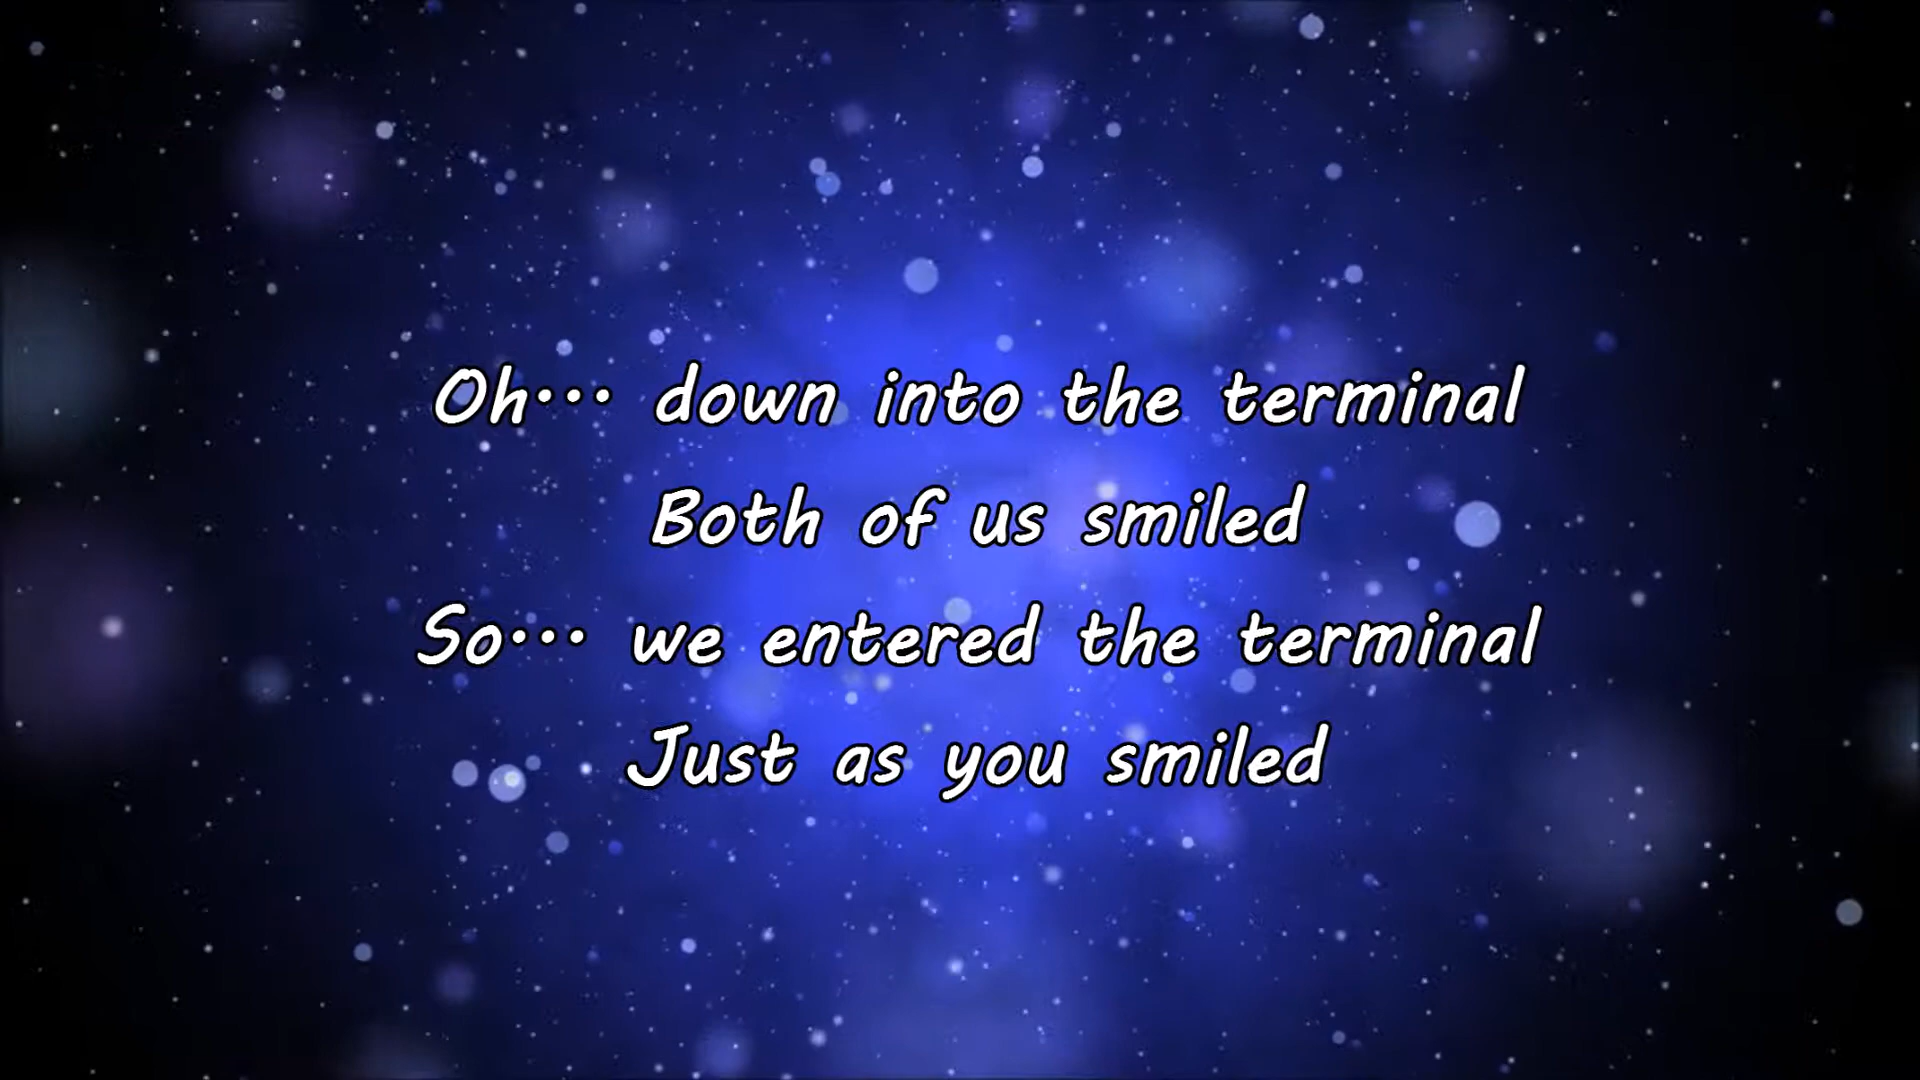 Oh··· down into the terminal
Both of us smiled
So··· we entered the terminal
Just as you smiled